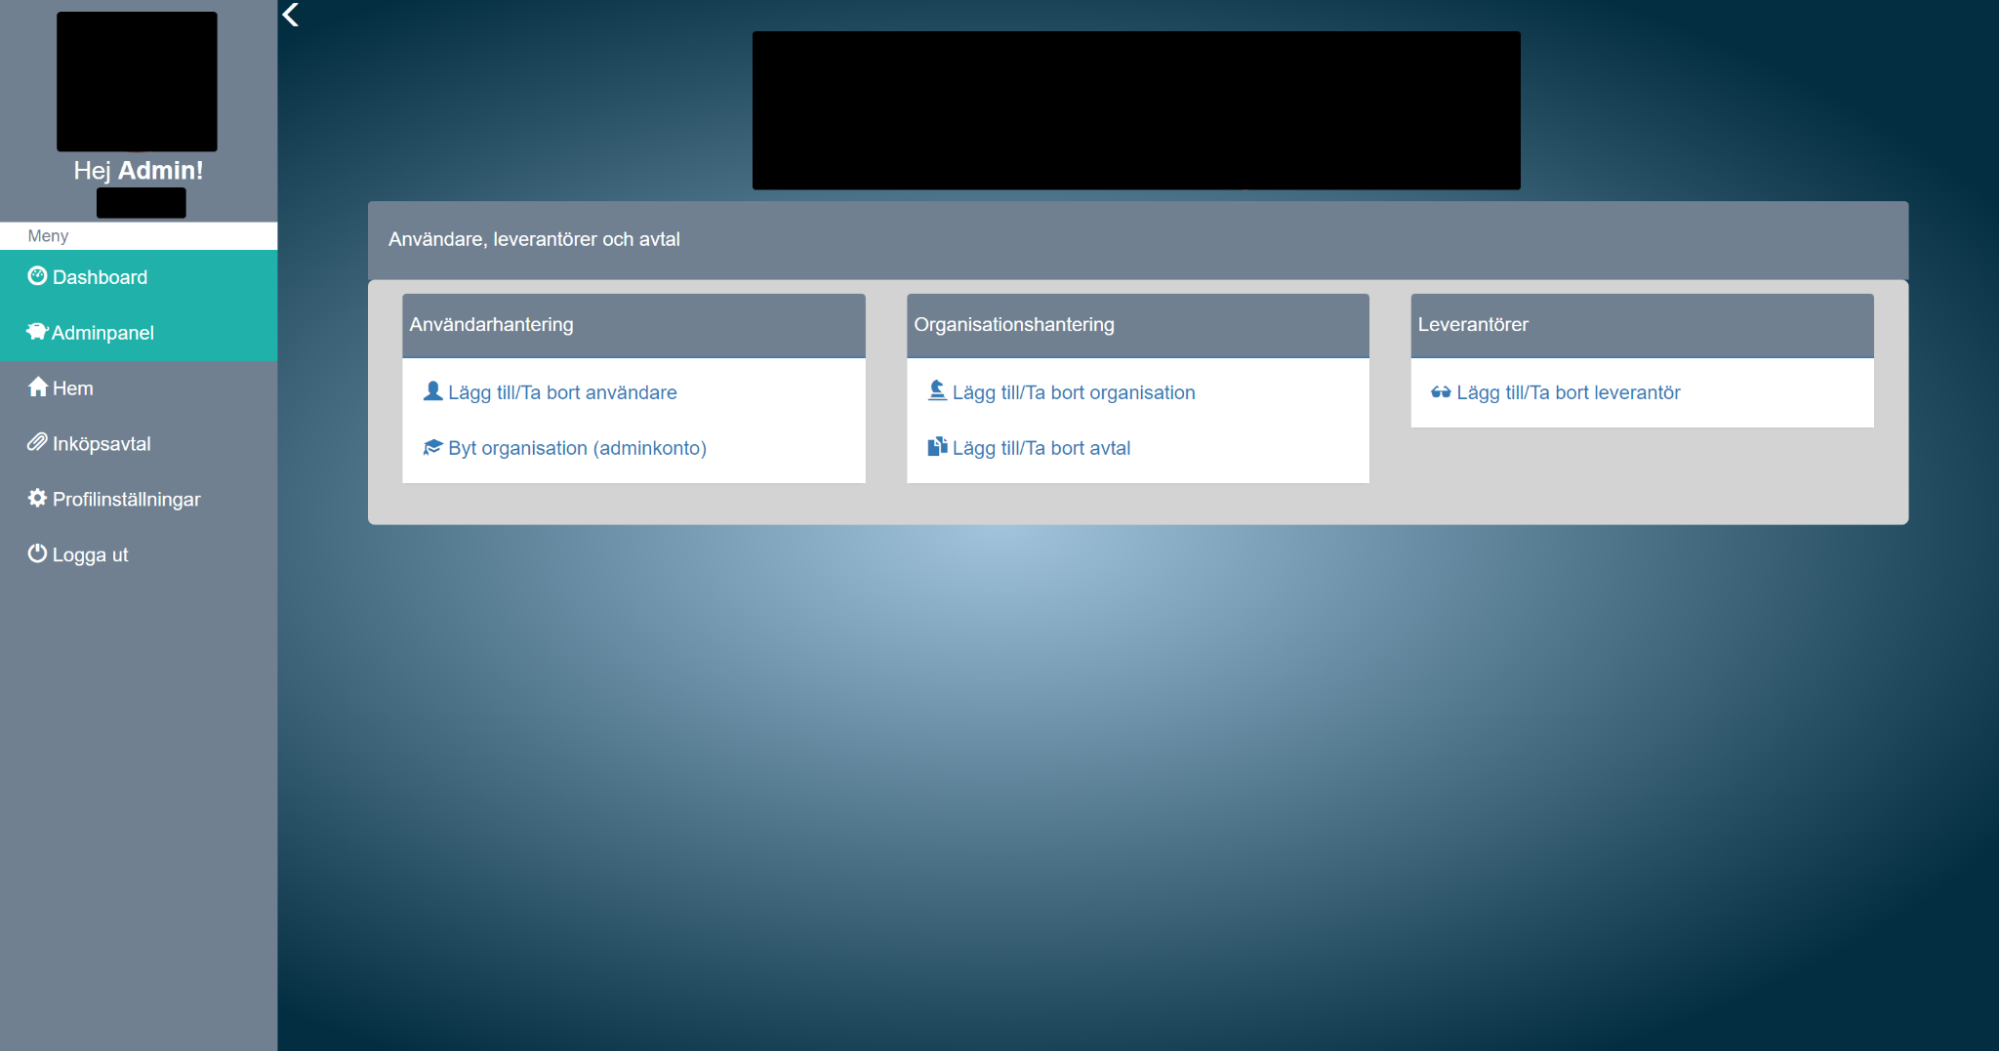 Hej Admin!
Meny
Dashboard
Adminpanel
Hem
Inköpsavtal
Profilinställningar
Logga ut
Användare, leverantörer och avtal
Användarhantering
Lägg till/Ta bort användare
Byt organisation (adminkonto)
Organisationshantering
Lägg till/Ta bort organisation
Lägg till/Ta bort avtal
Leverantörer
Lägg till/Ta bort leverantör